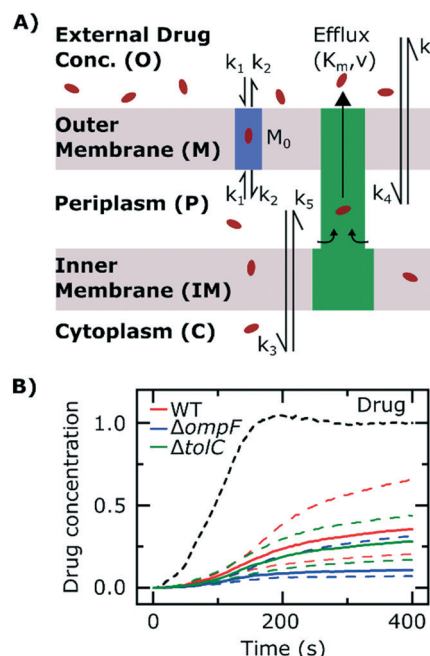 A)
External Drug
Conc. (O)
k₁ k₂
Efflux
(Kₘ,v)
Outer
Membrane (M)
M₀
k₁ k₂
Periplasm (P)
k₅
k₄
Inner
Membrane (IM)
Cytoplasm (C)
k₃
B)
Drug concentration
1.0
0.5
0.0
WT
ΔompF
ΔtolC
Drug
0
200
400
Time (s)